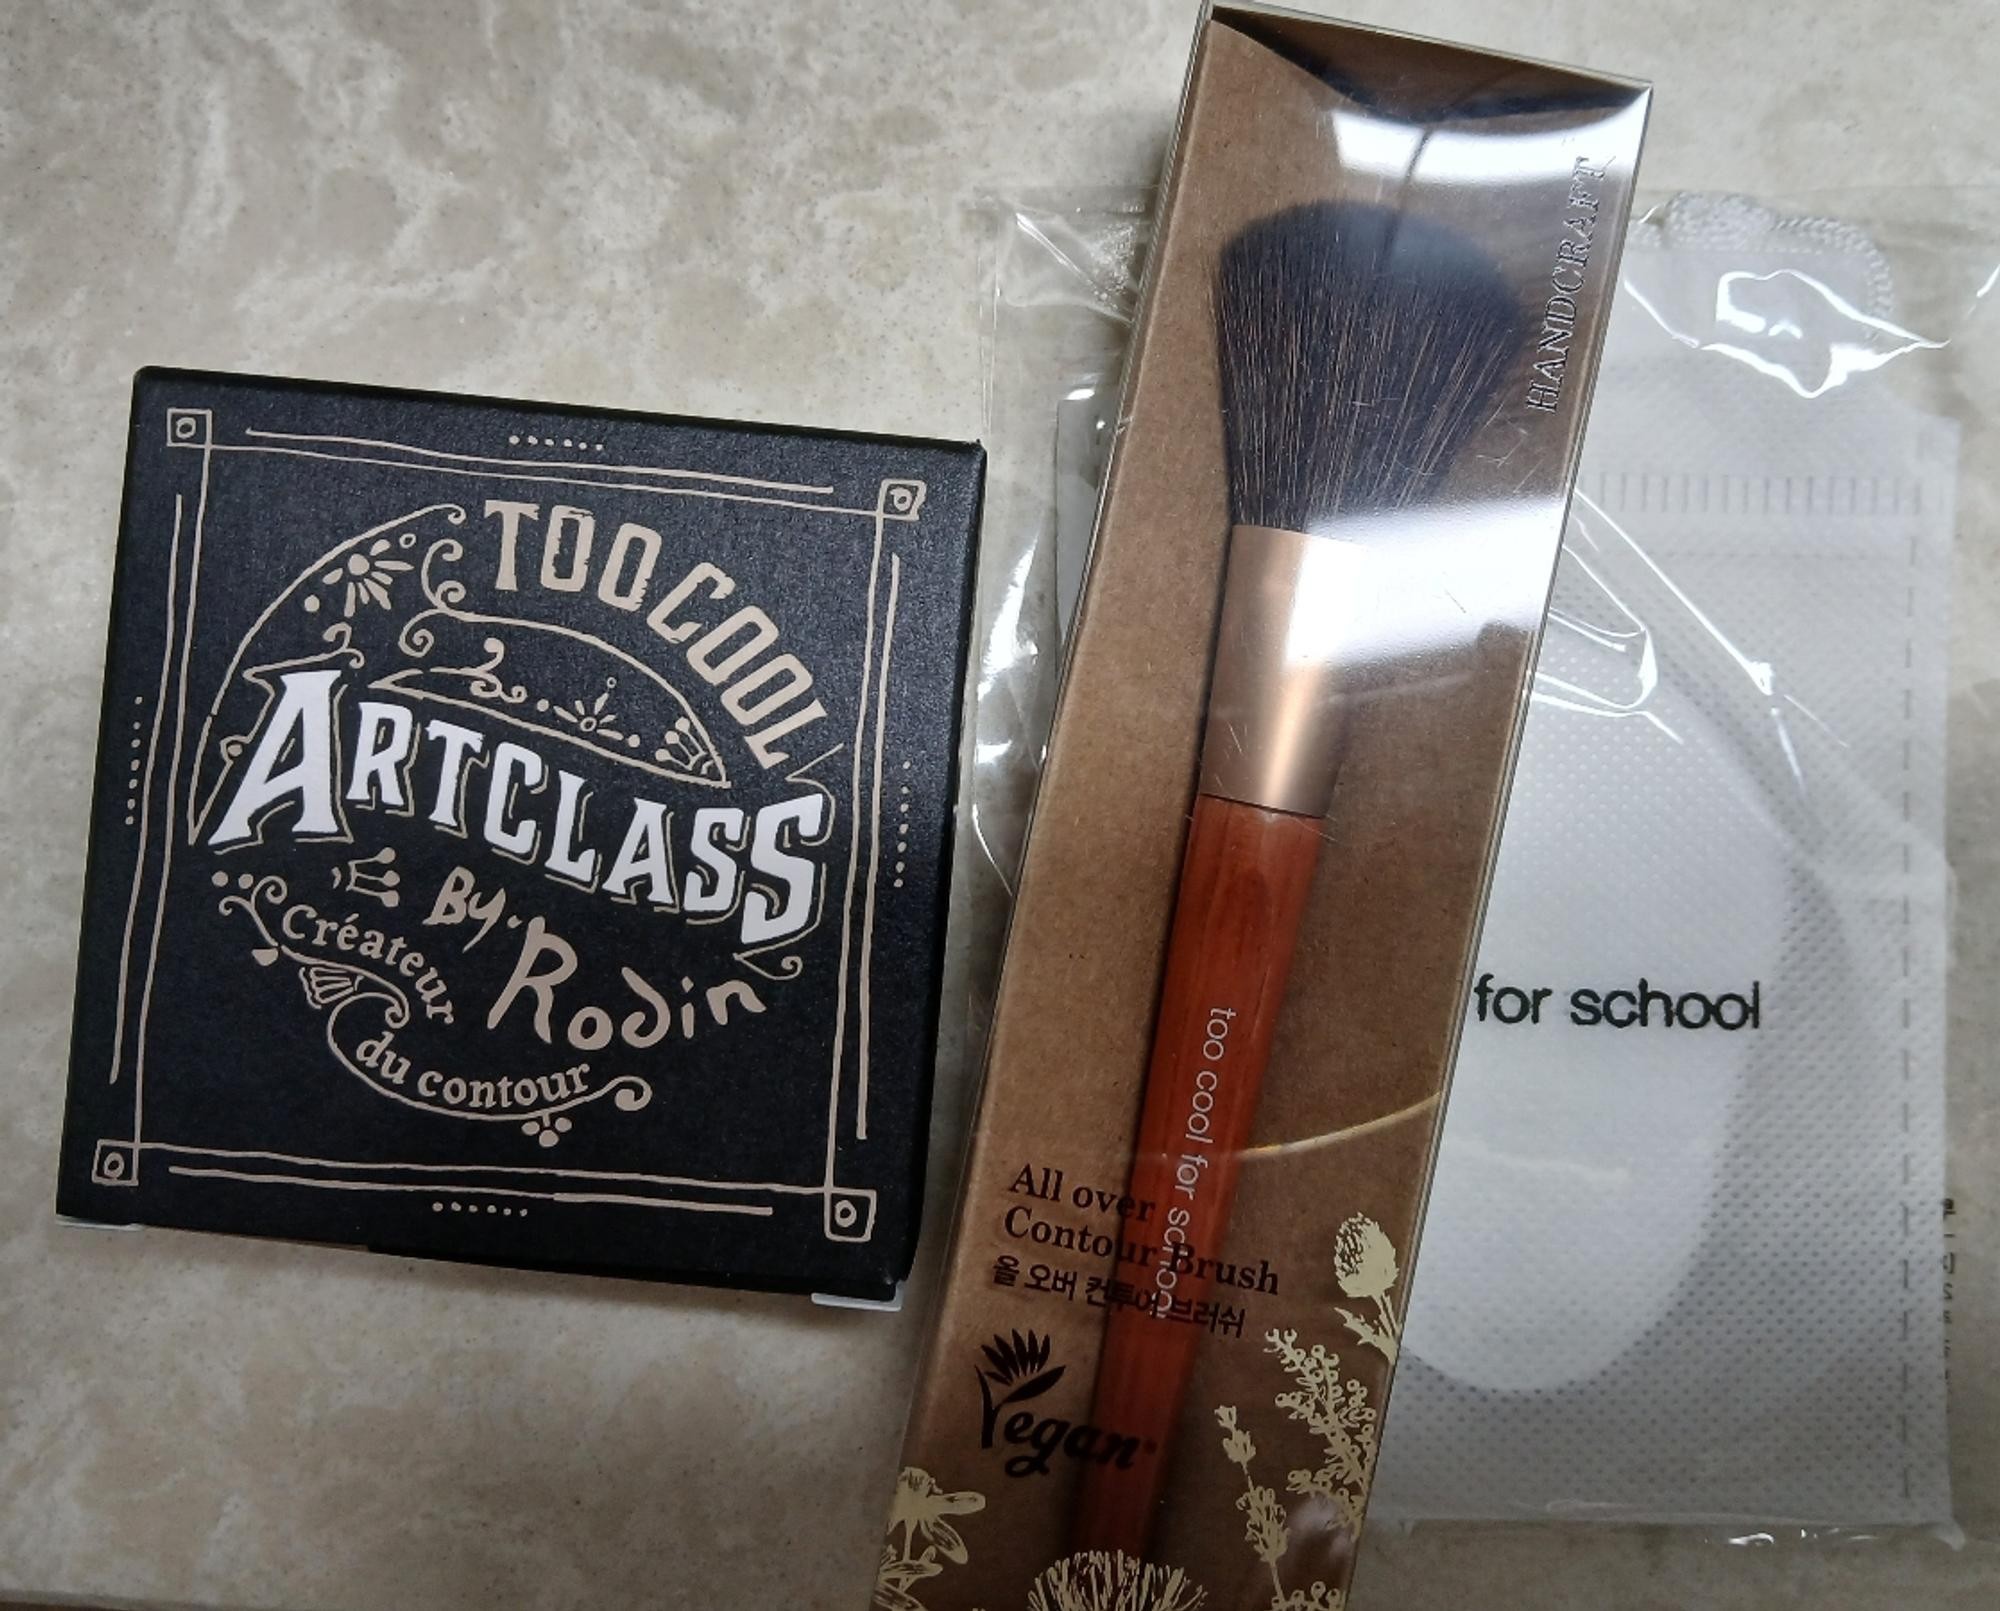 TOO COOL
ARTCLASS
By. Rodin
Créateur
du contour
HANDCRAFT
too cool for school
All over
Contour Brush
올 오버 컨투어 브러쉬
Vegan
for school